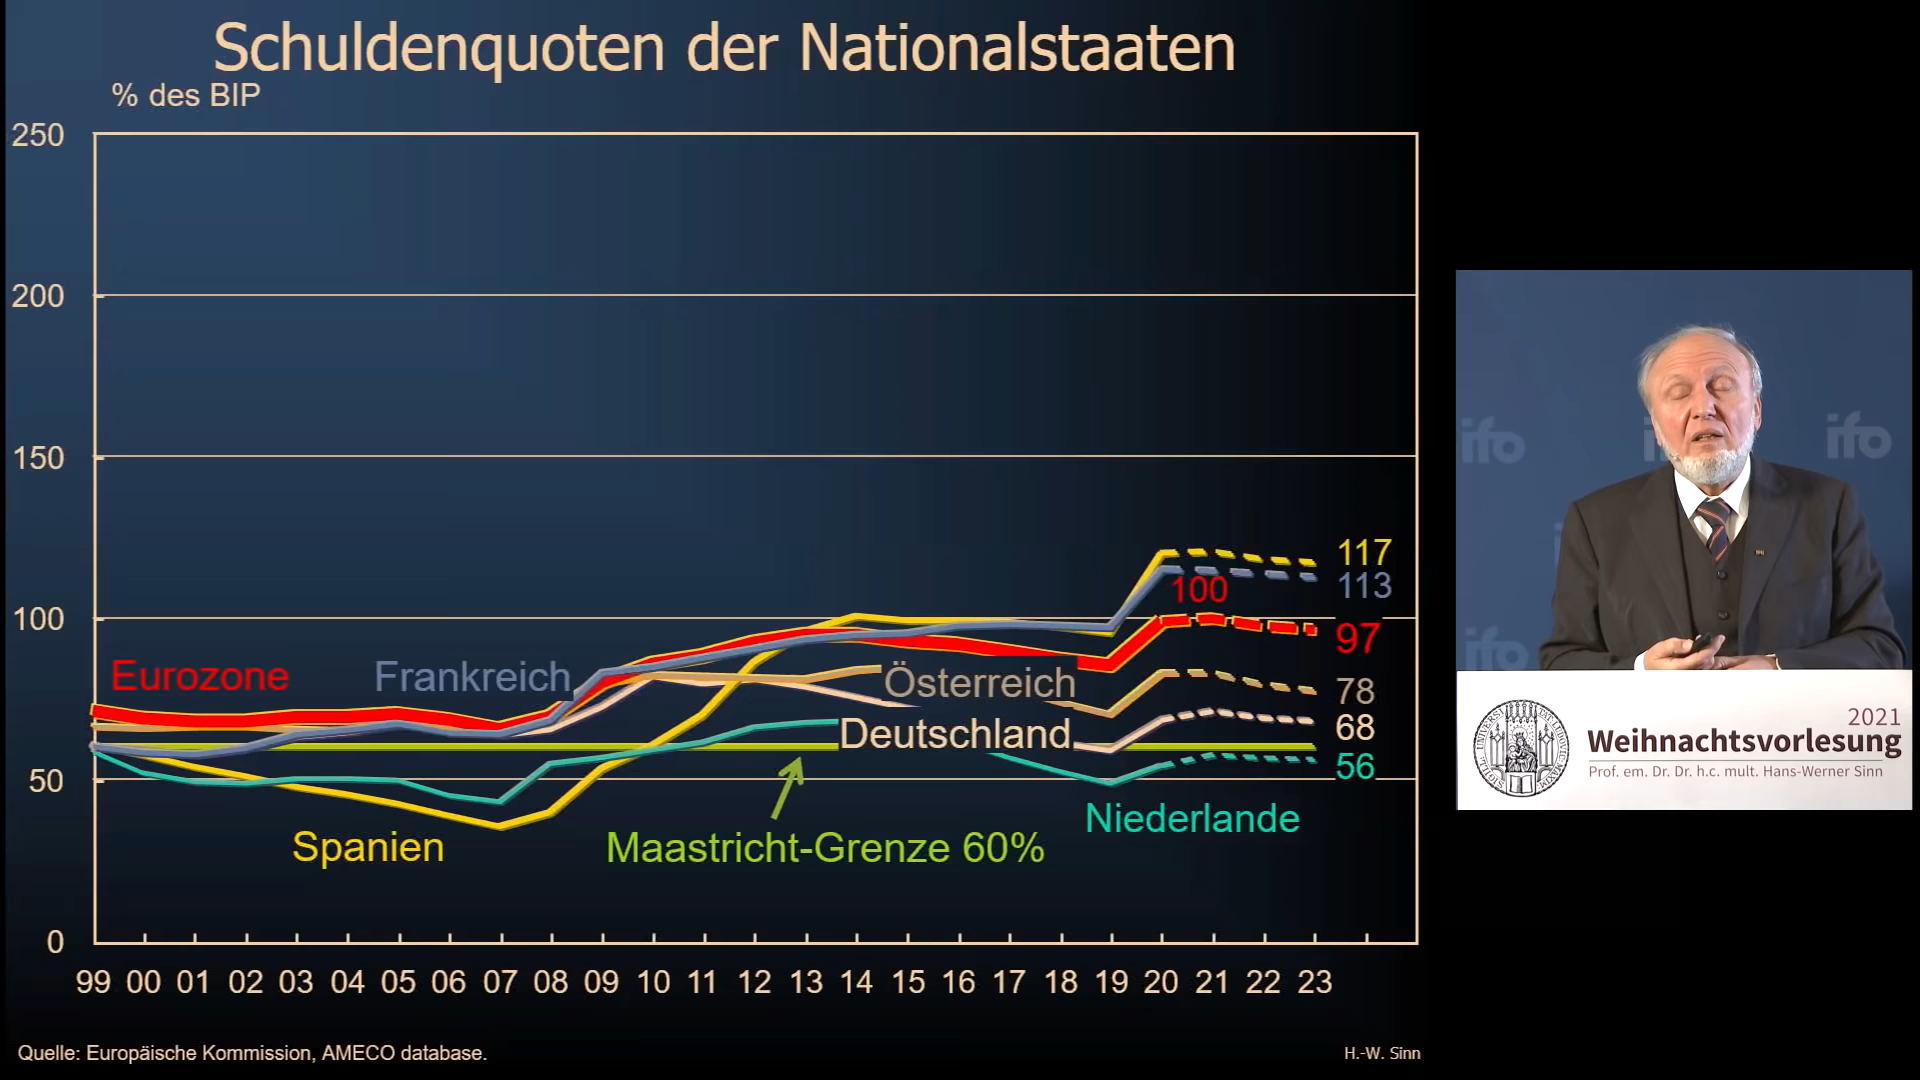 Schuldenquoten der Nationalstaaten
% des BIP
250
200
150
100
50
0
Eurozone
Frankreich
Österreich
Deutschland
Spanien
Maastricht-Grenze 60%
Niederlande
100
117
113
97
78
68
56
99 00 01 02 03 04 05 06 07 08 09 10 11 12 13 14 15 16 17 18 19 20 21 22 23
Quelle: Europäische Kommission, AMECO database.
H.-W. Sinn
ifo
ifo
ifo
2021
Weihnachtsvorlesung
Prof. em. Dr. Dr. h.c. mult. Hans-Werner Sinn